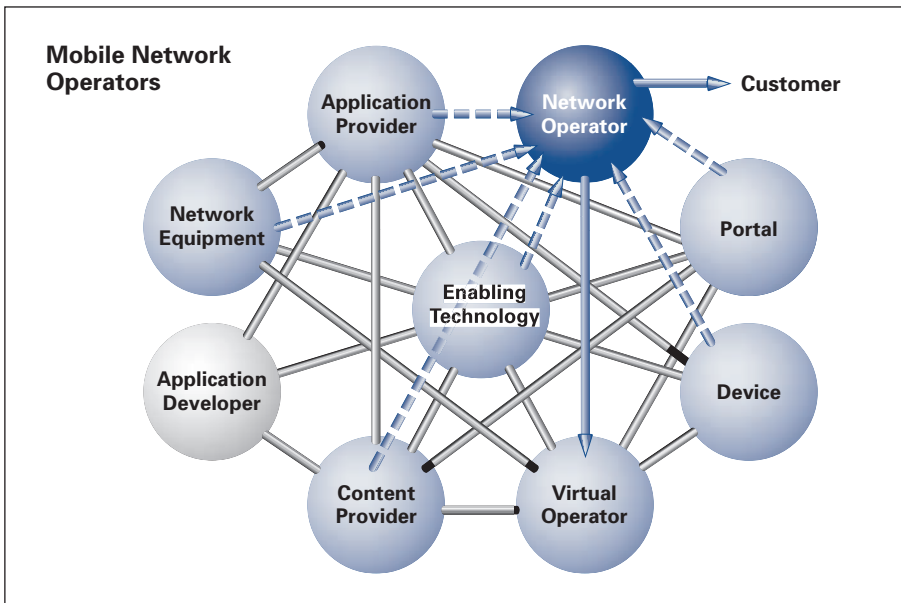 Mobile Network
Operators
Application
Provider
Network
Operator
Customer
Network
Equipment
Portal
Enabling
Technology
Application
Developer
Device
Content
Provider
Virtual
Operator